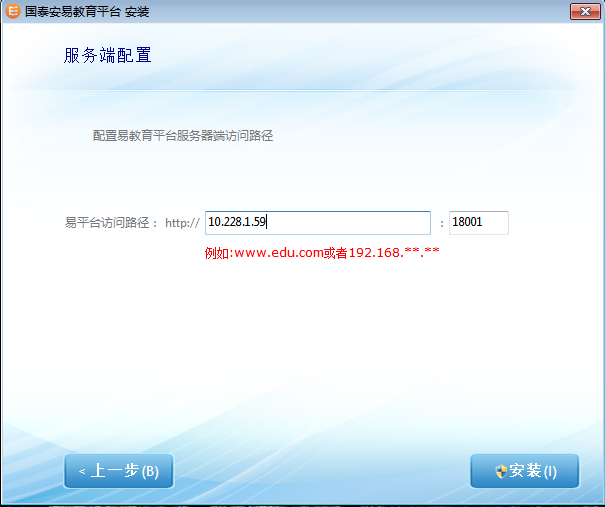 国泰安易教育平台 安装
服务端配置
配置易教育平台服务器端访问路径
易平台访问路径： http:// 10.228.1.59 : 18001
例如:www.edu.com或者192.168.**.**
< 上一步(B) 安装(I)